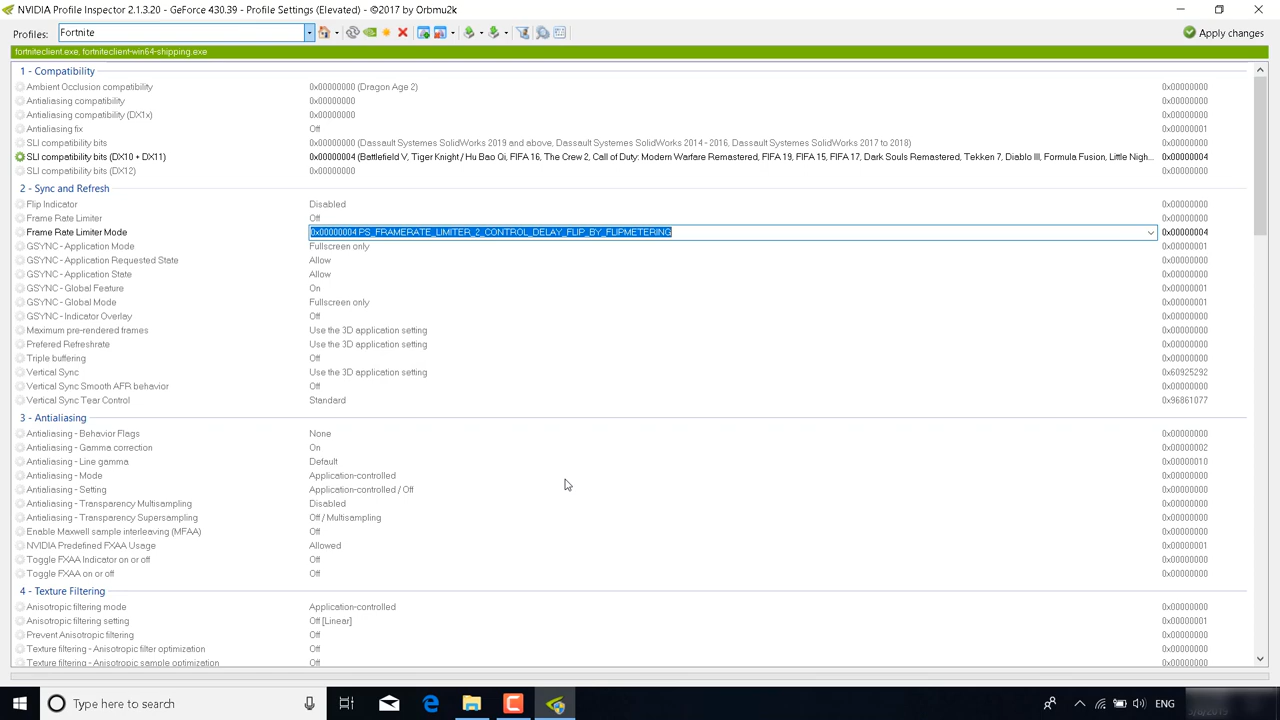 NVIDIA Profile Inspector 2.1.3.20 - GeForce 430.39 - Profile Settings (Elevated) - ©2017 by Orbmu2k
Profiles: Fortnite Apply changes
fortniteclient.exe, fortniteclient-win64-shipping.exe
1 - Compatibility
Ambient Occlusion compatibility 0x00000000 (Dragon Age 2) 0x00000000
Antialiasing compatibility 0x00000000 0x00000000
Antialiasing compatibility (DX1x) 0x00000000 0x00000000
Antialiasing fix Off 0x00000001
SLI compatibility bits 0x00000000 (Dassault Systemes SolidWorks 2019 and above, Dassault Systemes SolidWorks 2014 - 2016, Dassault Systemes SolidWorks 2017 to 2018) 0x00000000
SLI compatibility bits (DX10 + DX11) 0x00000004 (Battlefield V, Tiger Knight / Hu Bao Qi, FIFA 16, The Crew 2, Call of Duty: Modern Warfare Remastered, FIFA 19, FIFA 15, FIFA 17, Dark Souls Remastered, Tekken 7, Diablo III, Formula Fusion, Little Nigh... 0x00000004
SLI compatibility bits (DX12) 0x00000000 0x00000000
2 - Sync and Refresh
Flip Indicator Disabled 0x00000000
Frame Rate Limiter Off 0x00000000
Frame Rate Limiter Mode 0x00000004 PS_FRAMERATE_LIMITER_2_CONTROL_DELAY_FLIP_BY_FLIPMETERING 0x00000004
GSYNC - Application Mode Fullscreen only 0x00000001
GSYNC - Application Requested State Allow 0x00000000
GSYNC - Application State Allow 0x00000000
GSYNC - Global Feature On 0x00000001
GSYNC - Global Mode Fullscreen only 0x00000001
GSYNC - Indicator Overlay Off 0x00000000
Maximum pre-rendered frames Use the 3D application setting 0x00000000
Prefered Refreshrate Use the 3D application setting 0x00000000
Triple buffering Off 0x00000000
Vertical Sync Use the 3D application setting 0x60925292
Vertical Sync Smooth AFR behavior Off 0x00000000
Vertical Sync Tear Control Standard 0x96861077
3 - Antialiasing
Antialiasing - Behavior Flags None 0x00000000
Antialiasing - Gamma correction On 0x00000002
Antialiasing - Line gamma Default 0x00000010
Antialiasing - Mode Application-controlled 0x00000000
Antialiasing - Setting Application-controlled / Off 0x00000000
Antialiasing - Transparency Multisampling Disabled 0x00000000
Antialiasing - Transparency Supersampling Off / Multisampling 0x00000000
Enable Maxwell sample interleaving (MFAA) Off 0x00000000
NVIDIA Predefined FXAA Usage Allowed 0x00000001
Toggle FXAA Indicator on or off Off 0x00000000
Toggle FXAA on or off Off 0x00000000
4 - Texture Filtering
Anisotropic filtering mode Application-controlled 0x00000000
Anisotropic filtering setting Off [Linear] 0x00000001
Prevent Anisotropic filtering Off 0x00000000
Texture filtering - Anisotropic filter optimization Off 0x00000000
Texture filtering - Anisotropic sample optimization Off 0x00000000
Type here to search ENG